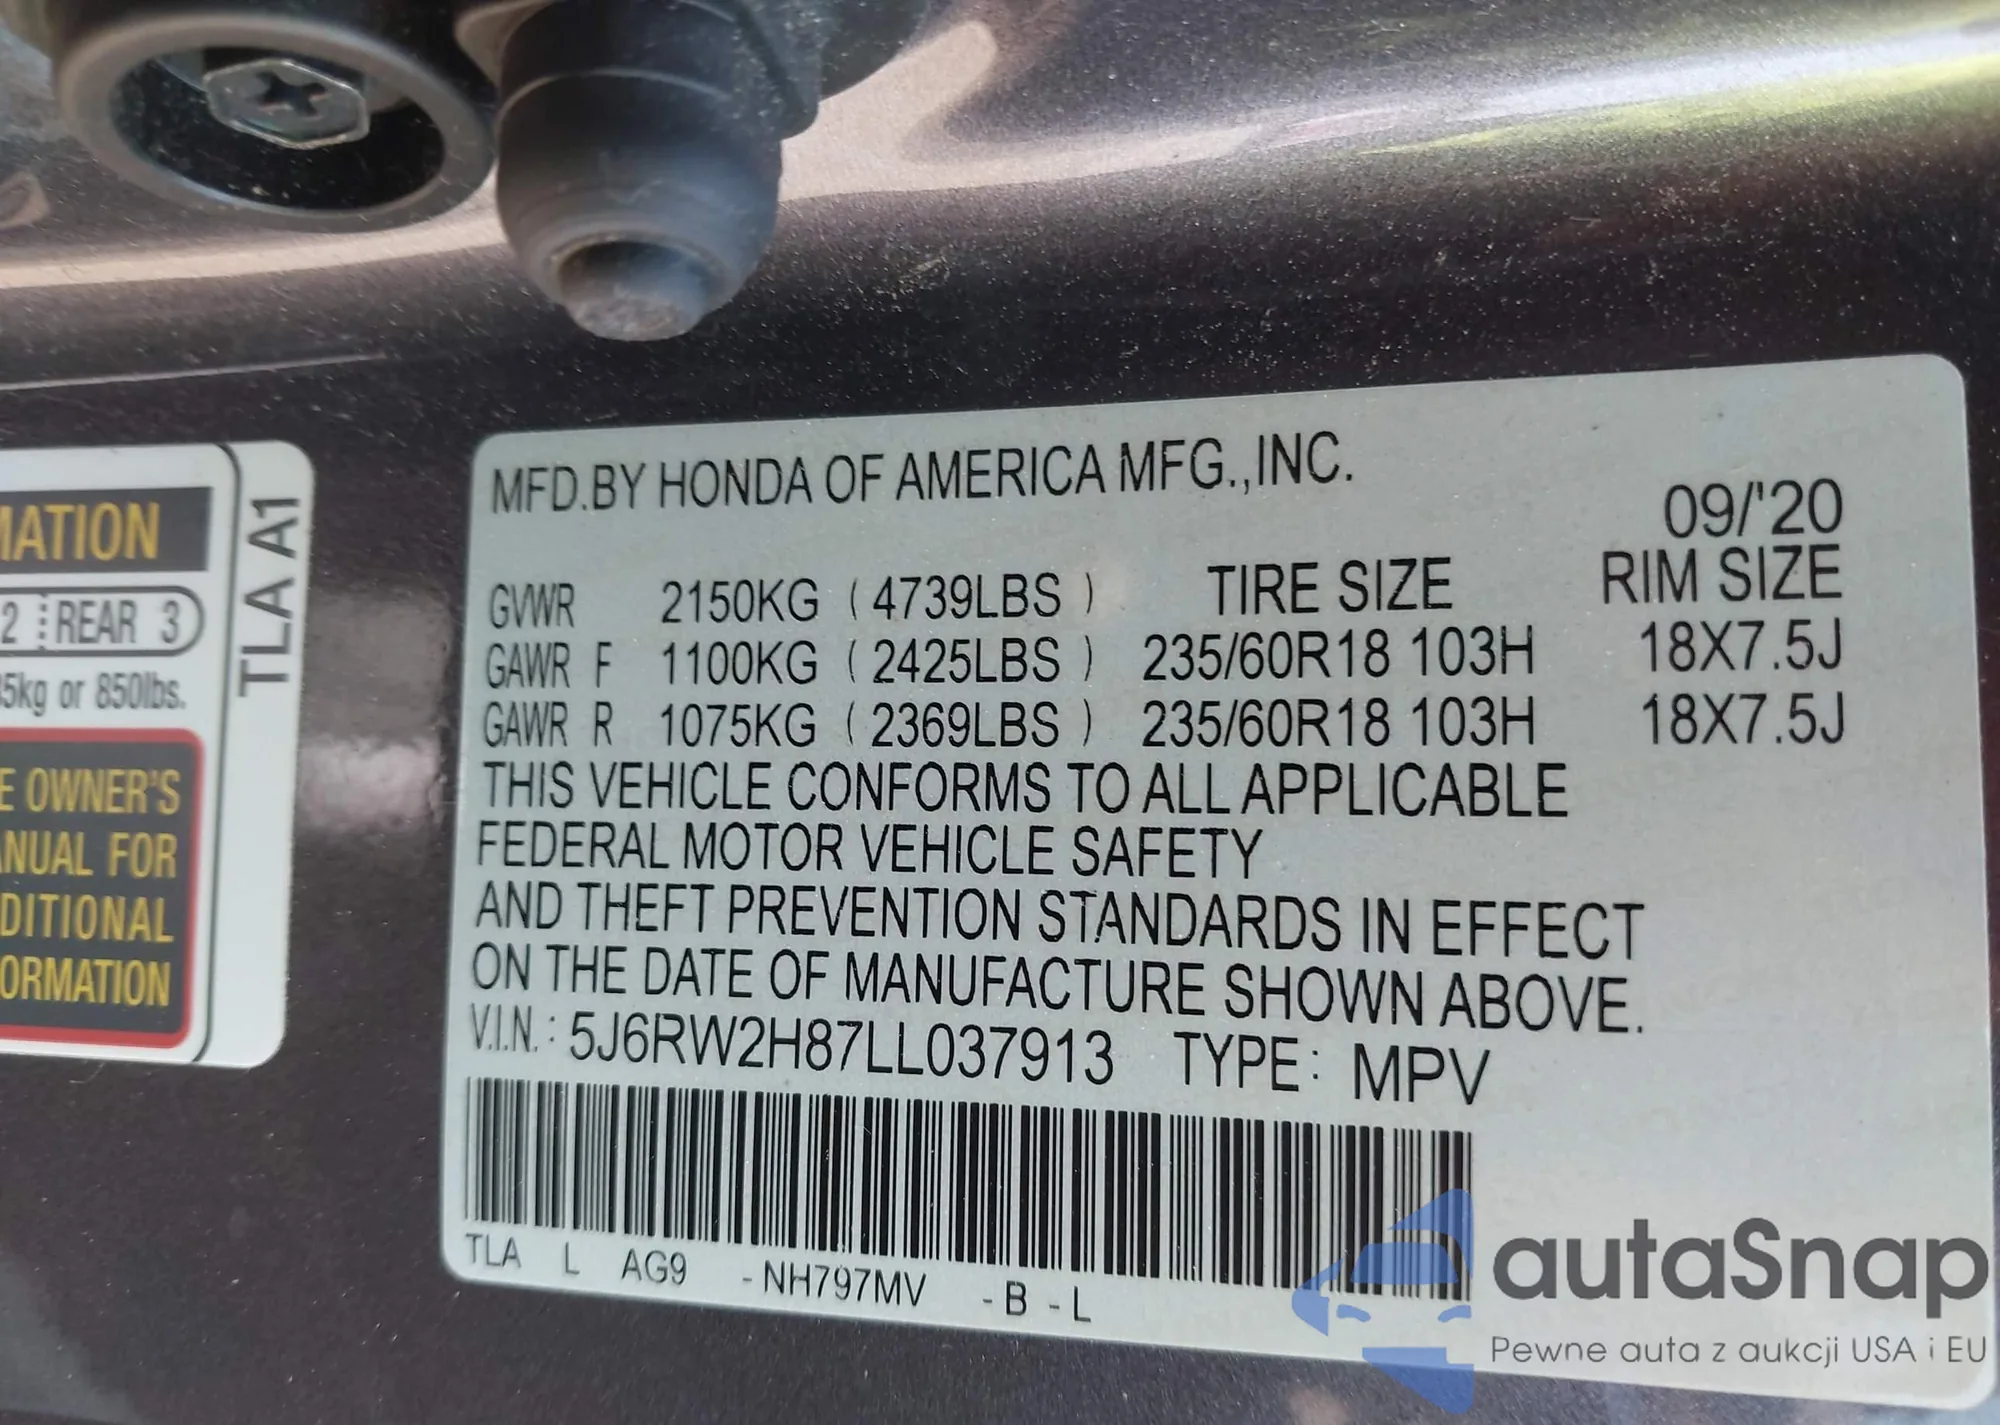 MATION
2 REAR 3
5kg or 850lbs.
E OWNER'S
ANUAL FOR
DITIONAL
ORMATION
TLA A1
MFD.BY HONDA OF AMERICA MFG.,INC.
09/'20
GVWR 2150KG (4739LBS) TIRE SIZE RIM SIZE
GAWR F 1100KG (2425LBS) 235/60R18 103H 18X7.5J
GAWR R 1075KG (2369LBS) 235/60R18 103H 18X7.5J
THIS VEHICLE CONFORMS TO ALL APPLICABLE
FEDERAL MOTOR VEHICLE SAFETY
AND THEFT PREVENTION STANDARDS IN EFFECT
ON THE DATE OF MANUFACTURE SHOWN ABOVE.
V.I.N.: 5J6RW2H87LL037913 TYPE: MPV
TLA L AG9 -NH797MV -B -L
autaSnap
Pewne auta z aukcji USA i EU